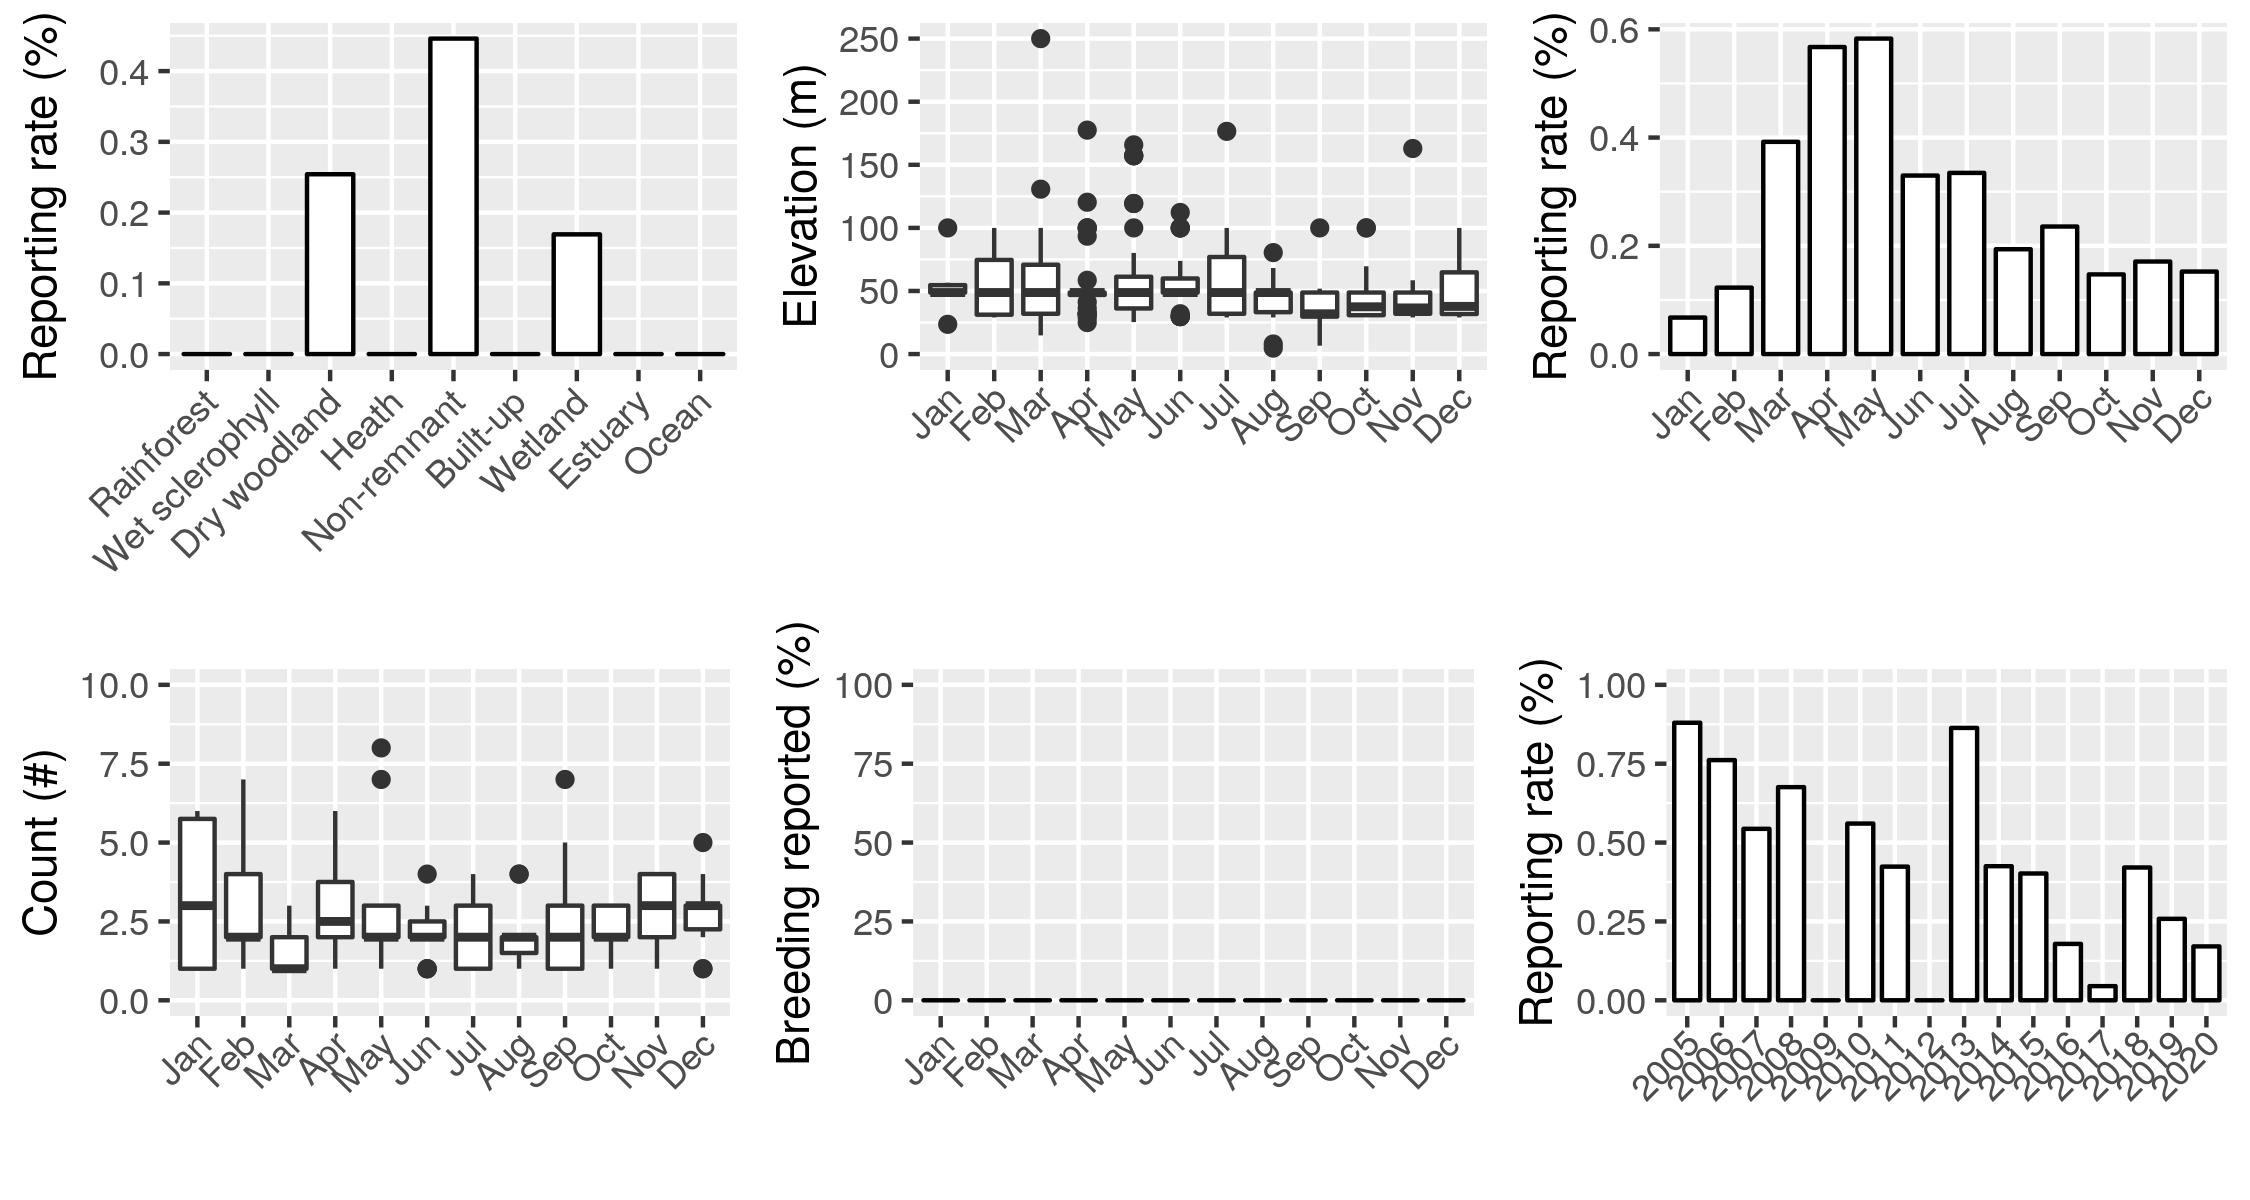 Reporting rate (%)
0.4
0.3
0.2
0.1
0.0
Rainforest
Wet sclerophyll
Dry woodland
Heath
Non-remnant
Built-up
Wetland
Estuary
Ocean
Elevation (m)
250
200
150
100
50
0
Jan
Feb
Mar
Apr
May
Jun
Jul
Aug
Sep
Oct
Nov
Dec
Reporting rate (%)
0.6
0.4
0.2
0.0
Jan
Feb
Mar
Apr
May
Jun
Jul
Aug
Sep
Oct
Nov
Dec
Count (#)
10.0
7.5
5.0
2.5
0.0
Jan
Feb
Mar
Apr
May
Jun
Jul
Aug
Sep
Oct
Nov
Dec
Breeding reported (%)
100
75
50
25
0
Jan
Feb
Mar
Apr
May
Jun
Jul
Aug
Sep
Oct
Nov
Dec
Reporting rate (%)
1.00
0.75
0.50
0.25
0.00
2005
2006
2007
2008
2009
2010
2011
2012
2013
2014
2015
2016
2017
2018
2019
2020